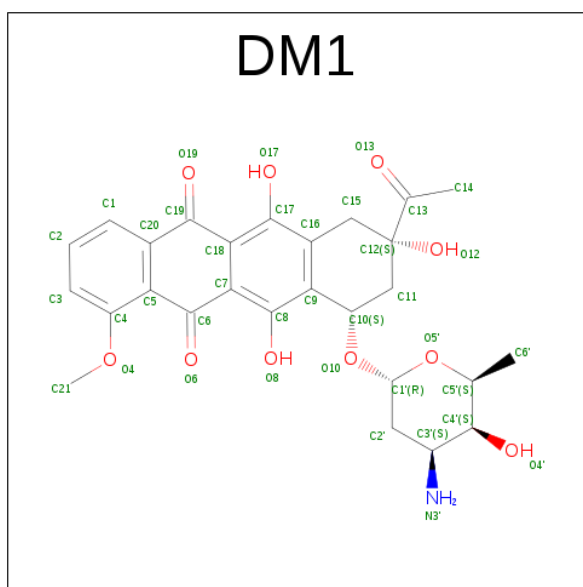 DM1
O19
O17
HO
O
O13
O
C14
C1
C19
C17
C15
C13
C2
C20
C16
OH
C18
C12(S)
O12
C7
C3
C5
C9
C11
C4
C6
C8
C10(S)
O5'
C6'
O
O
OH
O
O
C21
O4
O6
O8
O10
C1'(R)
C5'(S)
C4'(S)
C2'
C3'(S)
OH
O4'
NH2
N3'